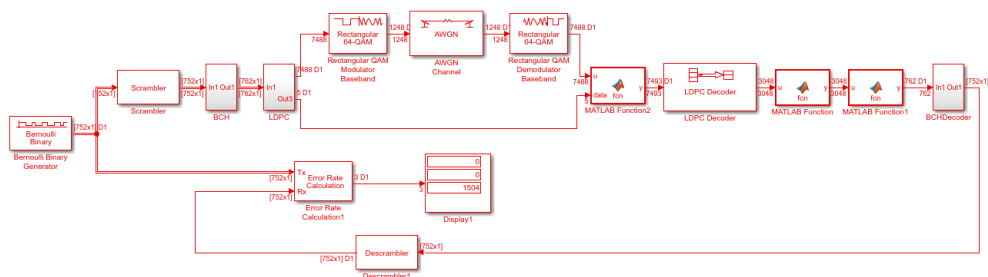 Rectangular
64-QAM
Rectangular QAM
Modulator
Baseband
7488
1248 D1
1248
AWGN
AWGN
Channel
1248 D1
1248
Rectangular
64-QAM
Rectangular QAM
Demodulator
Baseband
7488 D1
7488 D1
5 D1
Scrambler
Scrambler
[752x1]
[752x1]
[752x1]
[752x1]
In1 Out1
BCH
[762x1]
[762x1]
In1
Out3
LDPC
7488
5
u
data
y
fcn
MATLAB Function2
7493 D1
7493
LDPC Decoder
LDPC Decoder
3048
3048
u
fcn
y
MATLAB Function
3048
3048
u
fcn
y
MATLAB Function1
762 D1
762
In1 Out1
BCHDecoder
[752x1]
Bernoulli
Binary
Bernoulli Binary
Generator
[752x1] D1
[752x1]
[752x1]
Tx
Rx
Error Rate
Calculation
Error Rate
Calculation1
3 D1
3
0
0
1504
Display1
Descrambler
Descrambler1
[752x1] D1
[752x1]